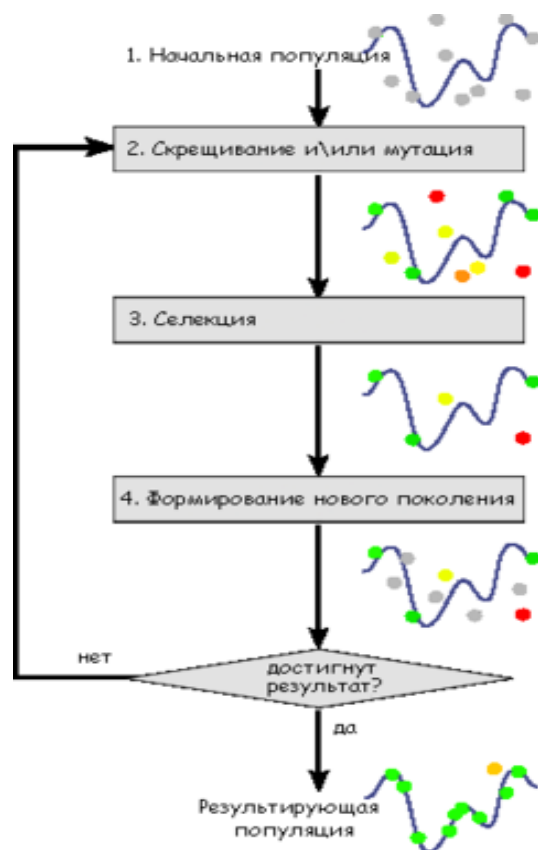 1. Начальная популяция
2. Скрещивание и\или мутация
3. Селекция
4. Формирование нового поколения
нет
достигнут
результат?
да
Результирующая
популяция